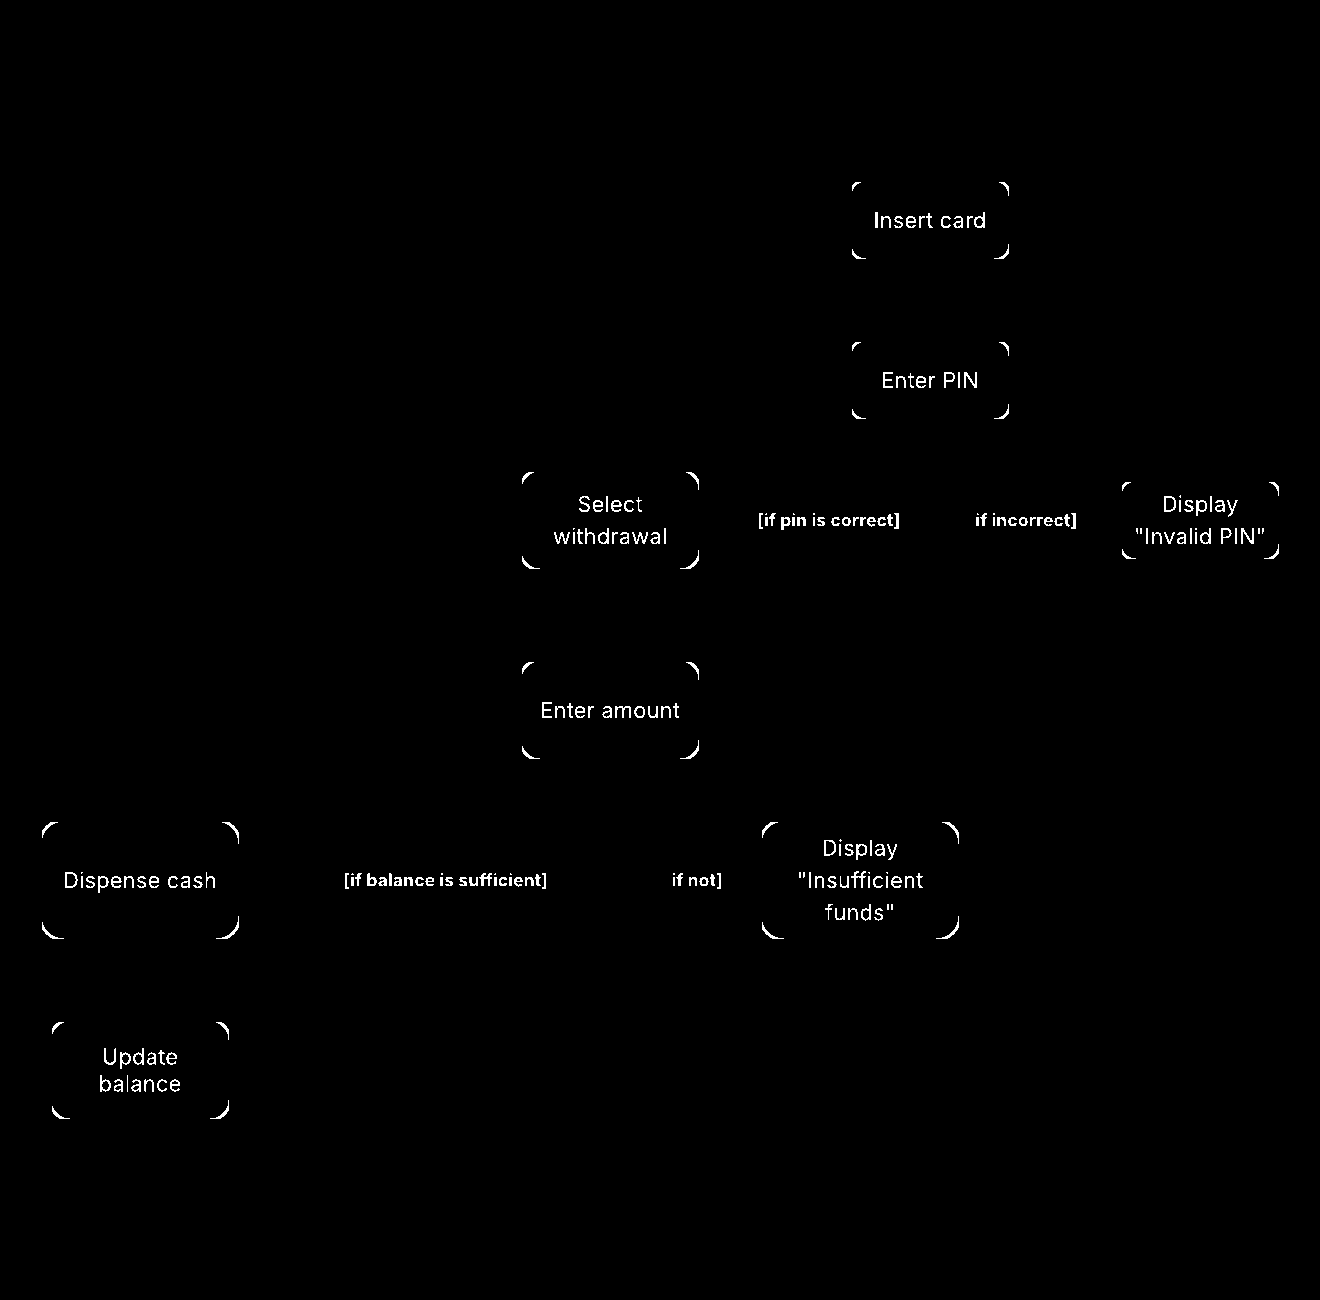 Insert card
Enter PIN
Select
withdrawal
[if pin is correct]
if incorrect]
Display
"Invalid PIN"
Enter amount
Dispense cash
[if balance is sufficient]
if not]
Display
"Insufficient
funds"
Update
balance